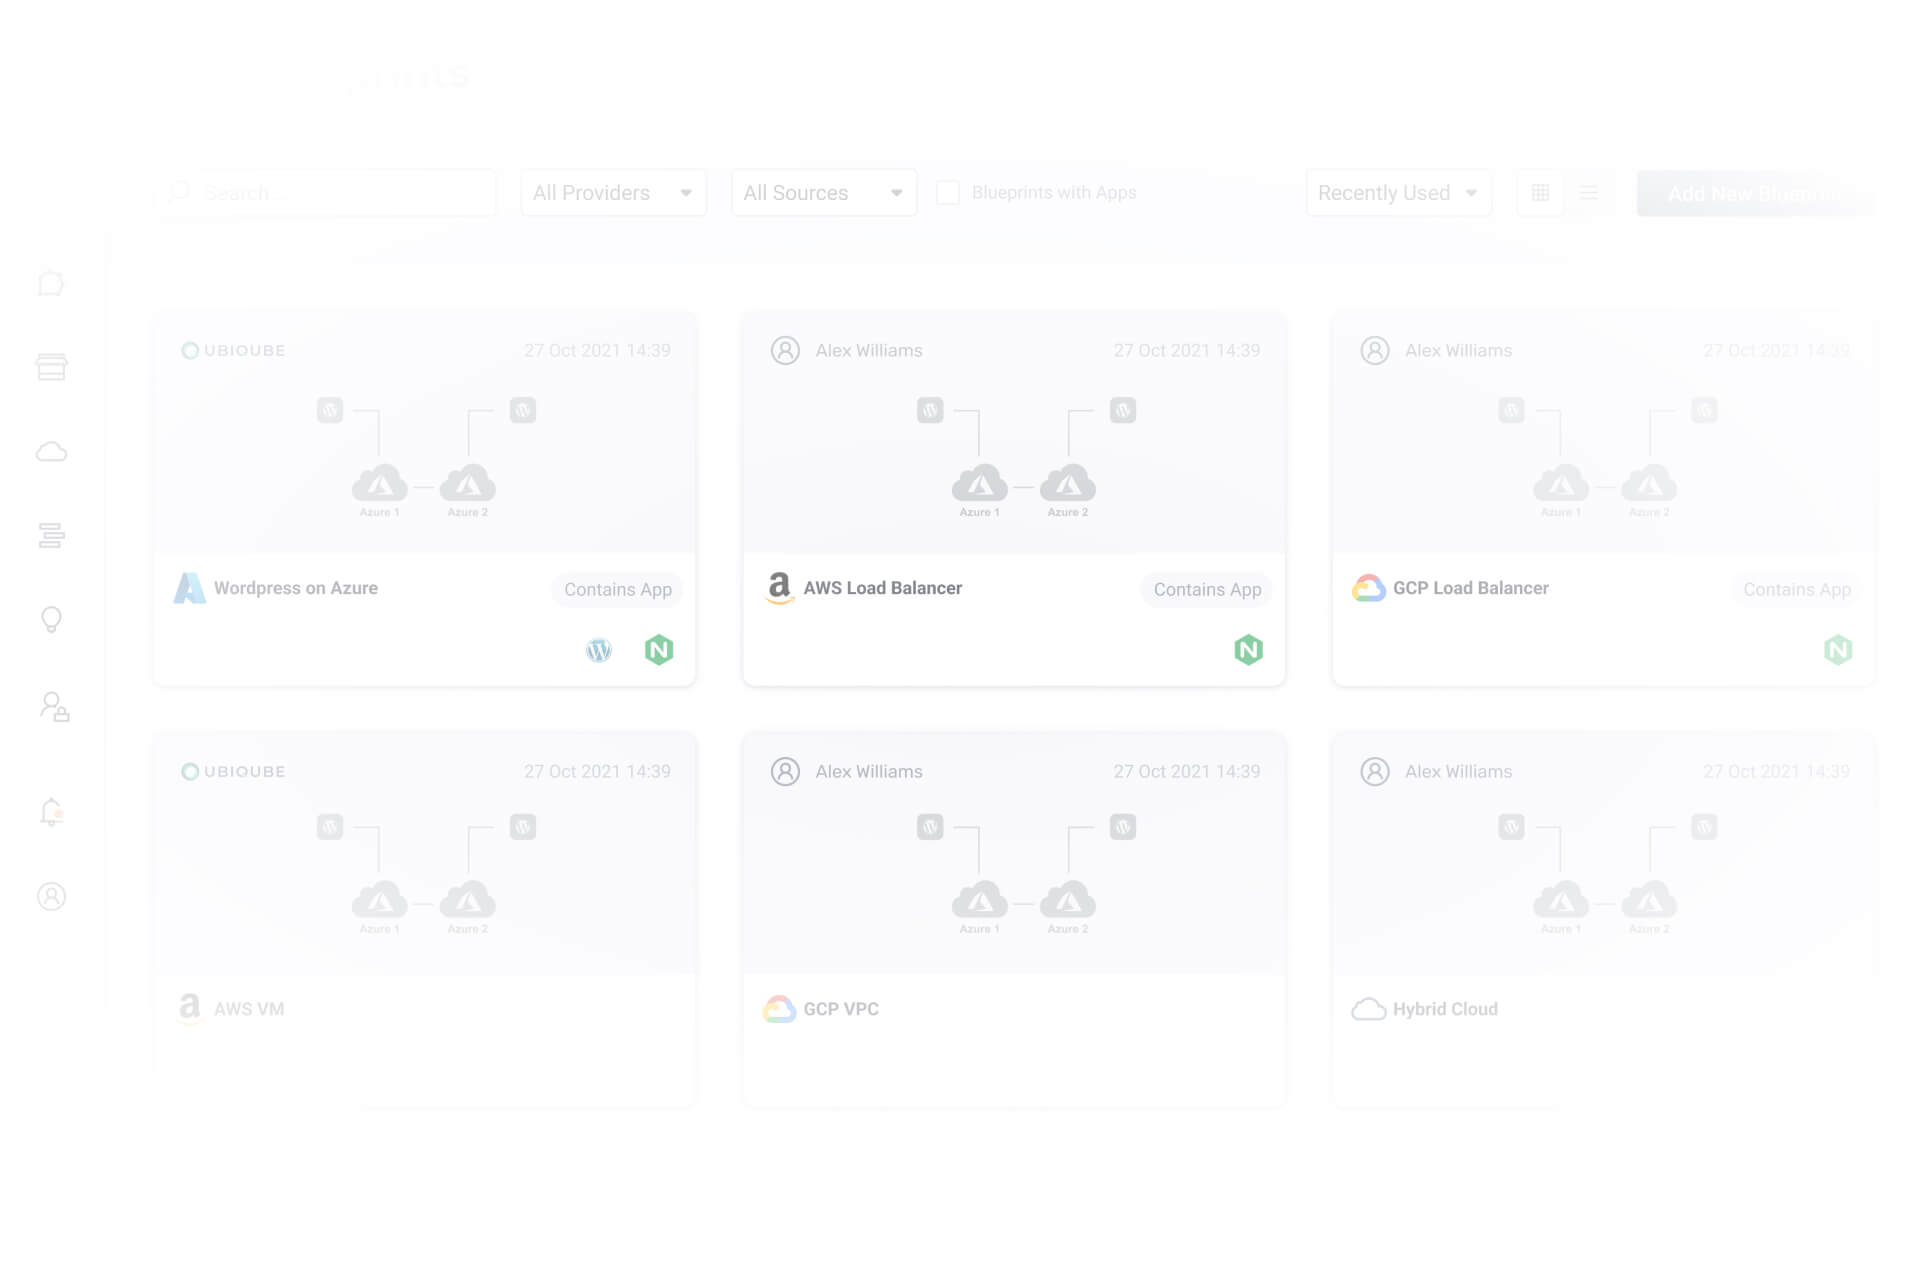 Search...
All Providers
All Sources
Blueprints with Apps
Recently Used
Add New Blueprint
UBIQUBE
27 Oct 2021 14:39
Azure 1
Azure 2
Wordpress on Azure
Contains App
Alex Williams
27 Oct 2021 14:39
Azure 1
Azure 2
AWS Load Balancer
Contains App
Alex Williams
27 Oct 2021 14:39
Azure 1
Azure 2
GCP Load Balancer
Contains App
UBIQUBE
27 Oct 2021 14:39
Azure 1
Azure 2
AWS VM
Alex Williams
27 Oct 2021 14:39
Azure 1
Azure 2
GCP VPC
Alex Williams
27 Oct 2021 14:39
Azure 1
Azure 2
Hybrid Cloud